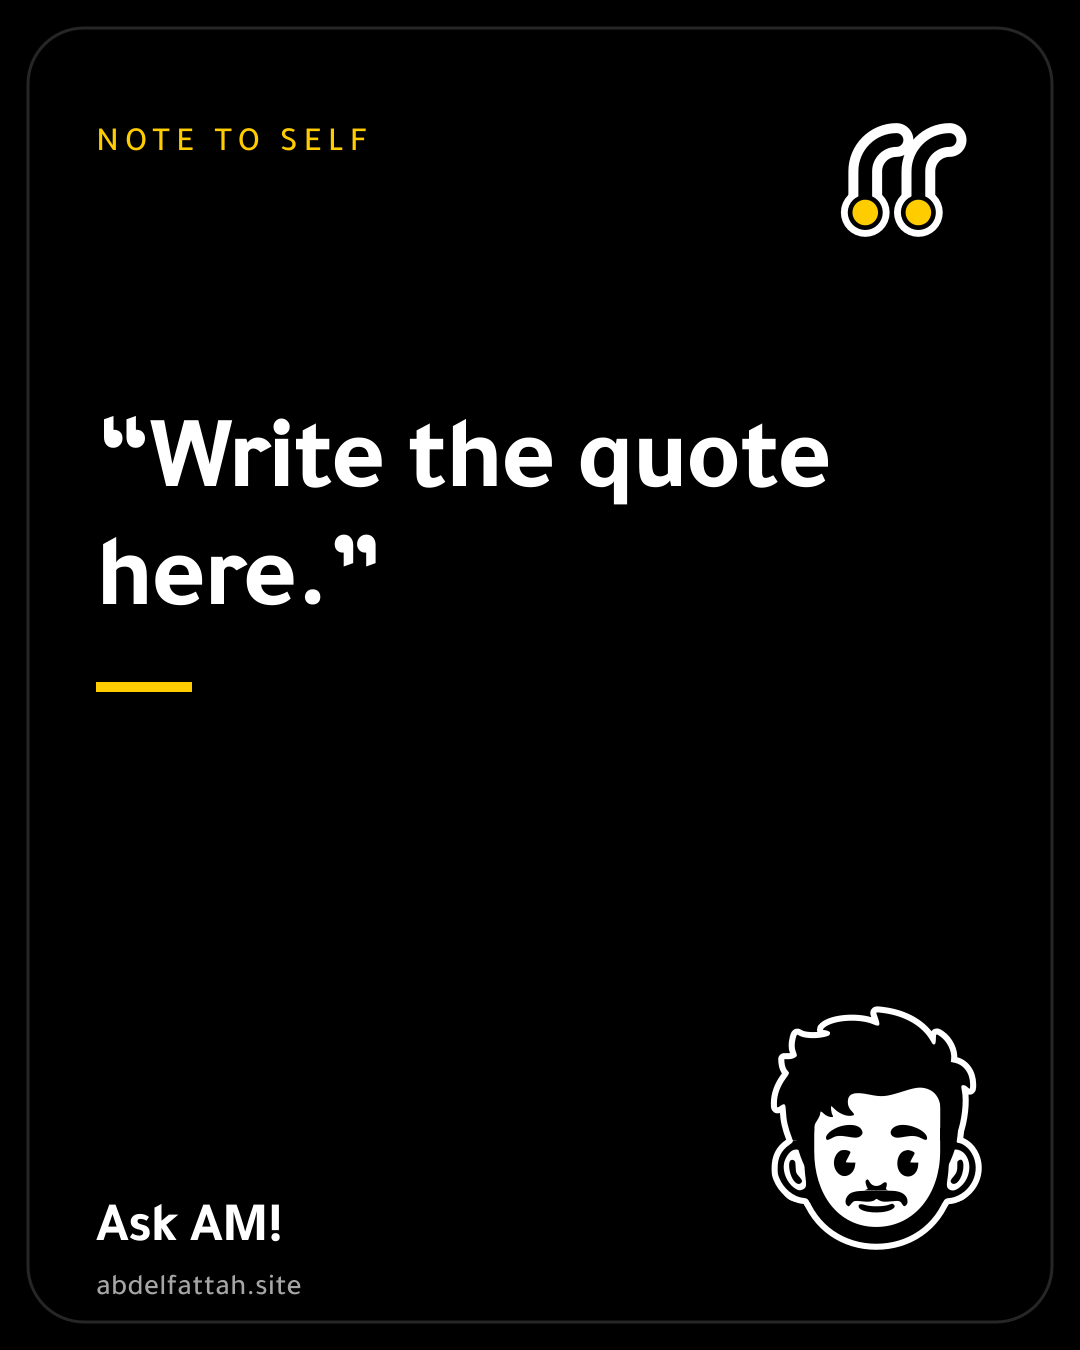 NOTE TO SELF
“Write the quote
here.”
Ask AM!
abdelfattah.site